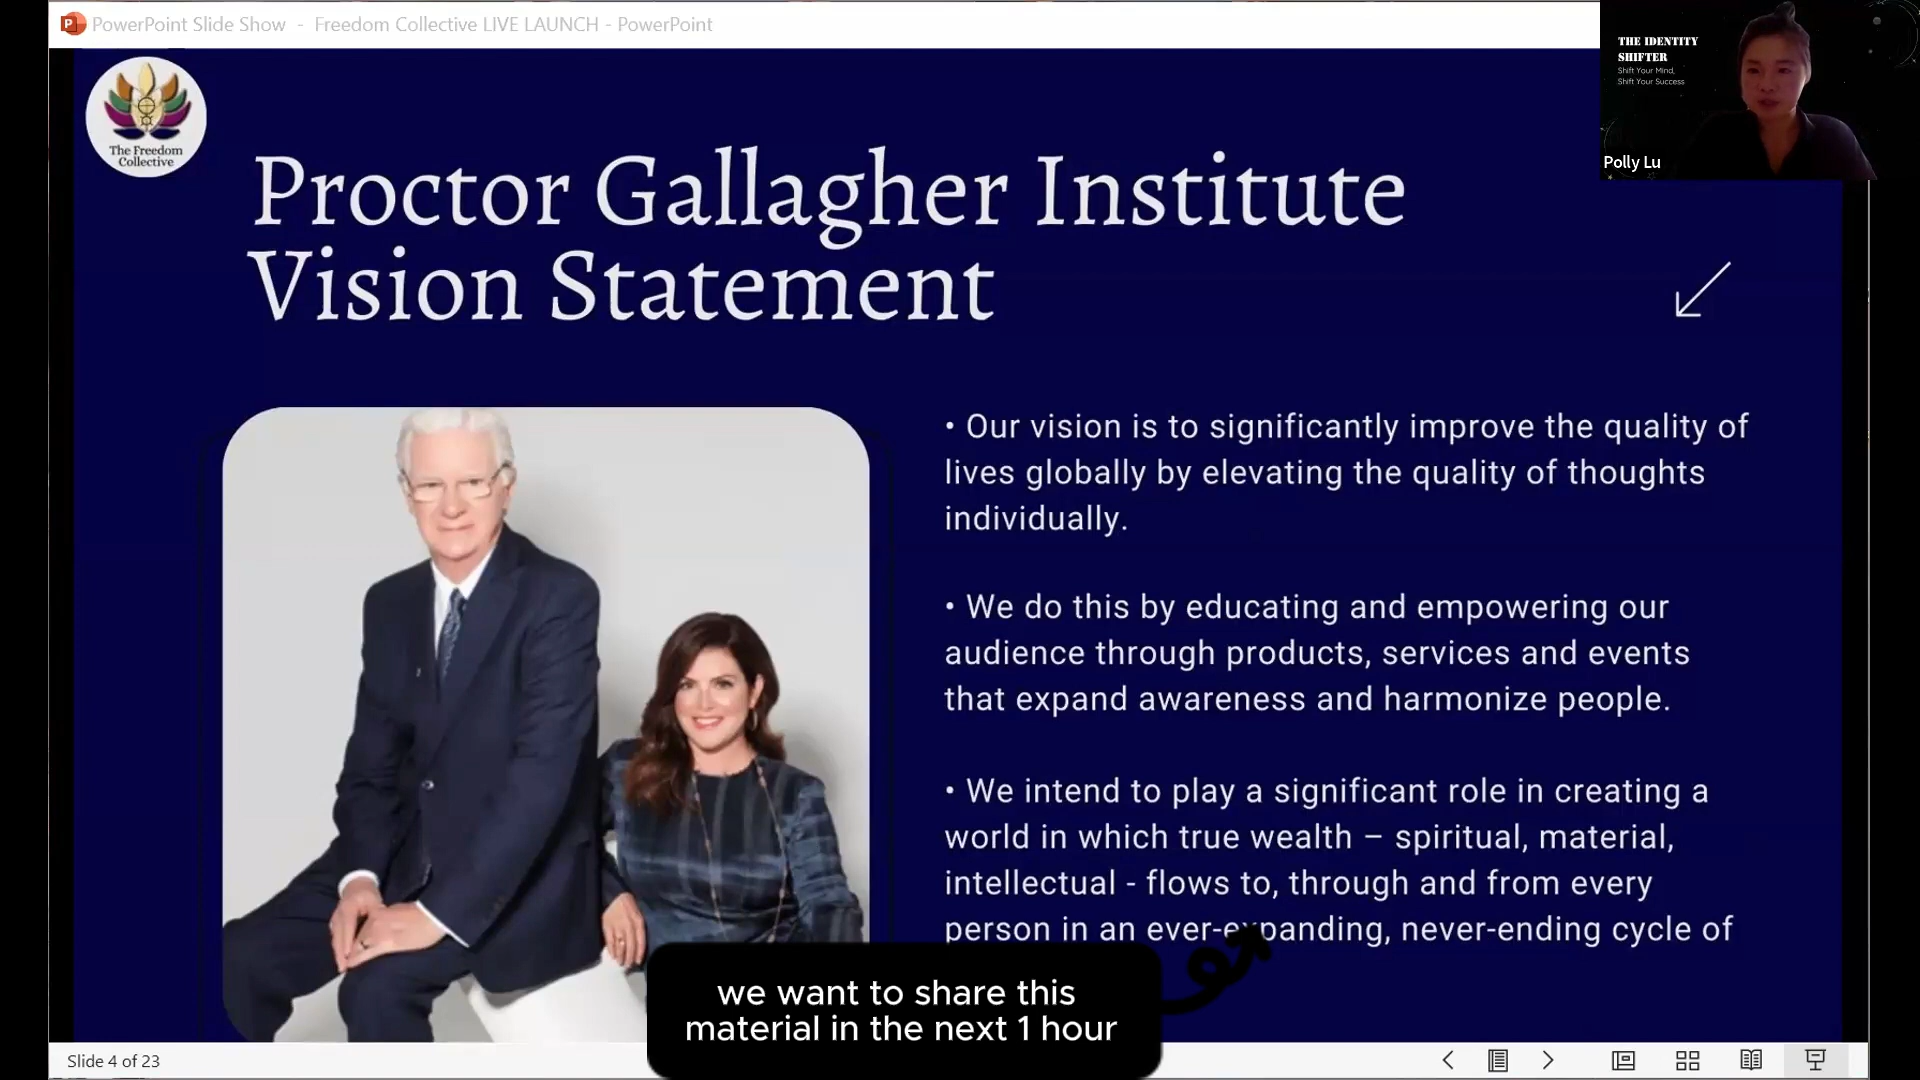 PowerPoint Slide Show - Freedom Collective LIVE LAUNCH - PowerPoint
THE IDENTITY
SHIFTER
Shift Your Mind,
Shift Your Success
Polly Lu
The Freedom
Collective
Proctor Gallagher Institute
Vision Statement
• Our vision is to significantly improve the quality of
lives globally by elevating the quality of thoughts
individually.
• We do this by educating and empowering our
audience through products, services and events
that expand awareness and harmonize people.
• We intend to play a significant role in creating a
world in which true wealth – spiritual, material,
intellectual - flows to, through and from every
person in an ever-expanding, never-ending cycle of
we want to share this
material in the next 1 hour
Slide 4 of 23